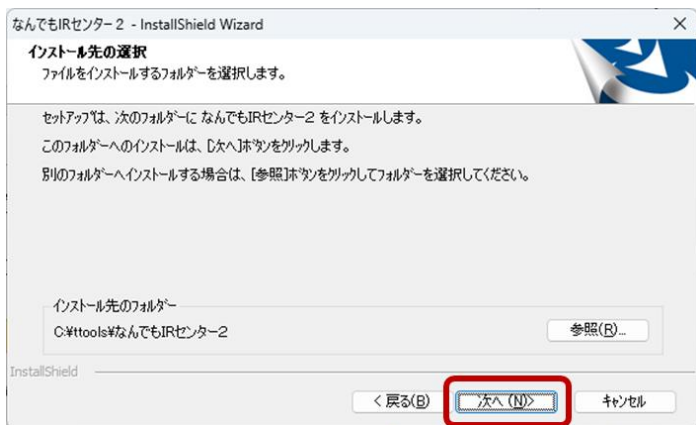 なんでもIRセンター2 - InstallShield Wizard
インストール先の選択
ファイルをインストールするフォルダーを選択します。
セットアップは、次のフォルダーに なんでもIRセンター2 をインストールします。
このフォルダーへのインストールは、[次へ]ボタンをクリックします。
別のフォルダーへインストールする場合は、[参照]ボタンをクリックしてフォルダーを選択してください。
インストール先のフォルダー
C:¥ttools¥なんでもIRセンター2
参照(R)...
InstallShield
< 戻る(B)
次へ (N)>
キャンセル